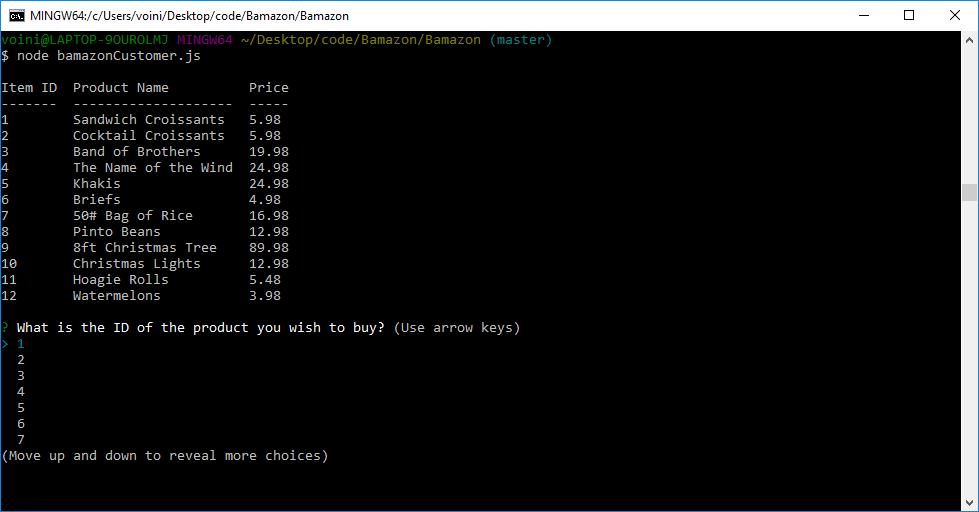 MINGW64:/c/Users/voini/Desktop/code/Bamazon/Bamazon
voini@LAPTOP-9OUROLMJ MINGW64 ~/Desktop/code/Bamazon/Bamazon (master)
$ node bamazonCustomer.js
Item ID  Product Name          Price
-------  --------------------  -----
1        Sandwich Croissants   5.98
2        Cocktail Croissants   5.98
3        Band of Brothers      19.98
4        The Name of the Wind  24.98
5        Khakis                24.98
6        Briefs                4.98
7        50# Bag of Rice       16.98
8        Pinto Beans           12.98
9        8ft Christmas Tree    89.98
10       Christmas Lights      12.98
11       Hoagie Rolls          5.48
12       Watermelons           3.98
? What is the ID of the product you wish to buy? (Use arrow keys)
> 1
  2
  3
  4
  5
  6
  7
(Move up and down to reveal more choices)